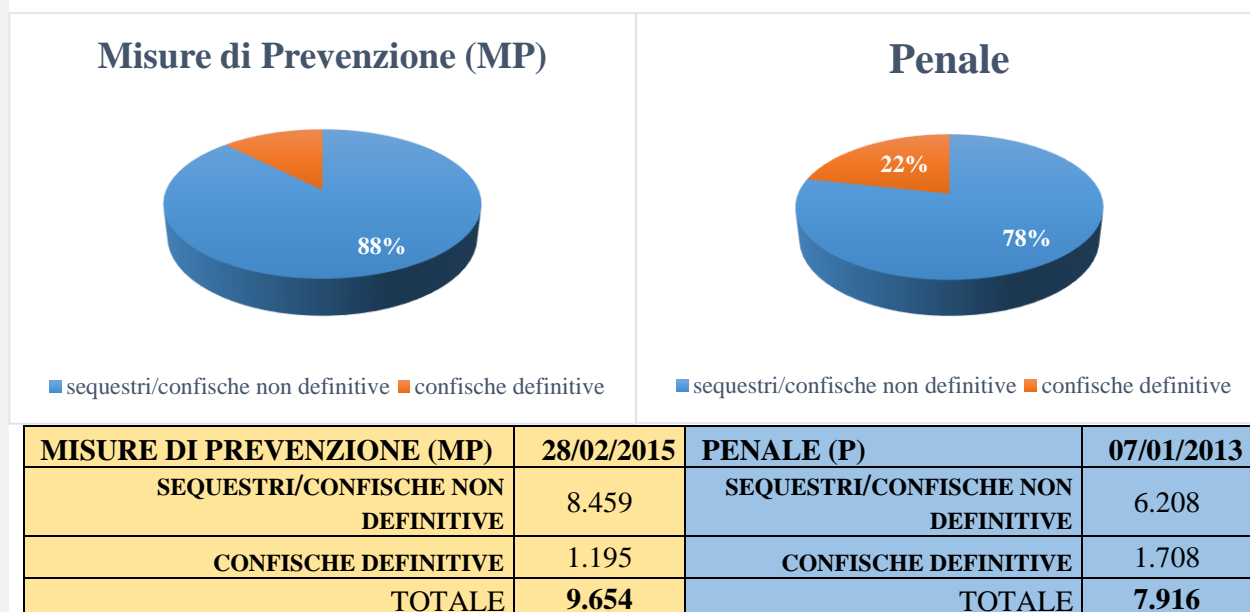 Misure di Prevenzione (MP)
88%
sequestri/confische non definitive confische definitive
Penale
22%
78%
sequestri/confische non definitive confische definitive
MISURE DI PREVENZIONE (MP) 28/02/2015 PENALE (P) 07/01/2013
SEQUESTRI/CONFISCHE NON DEFINITIVE 8.459 SEQUESTRI/CONFISCHE NON DEFINITIVE 6.208
CONFISCHE DEFINITIVE 1.195 CONFISCHE DEFINITIVE 1.708
TOTALE 9.654 TOTALE 7.916